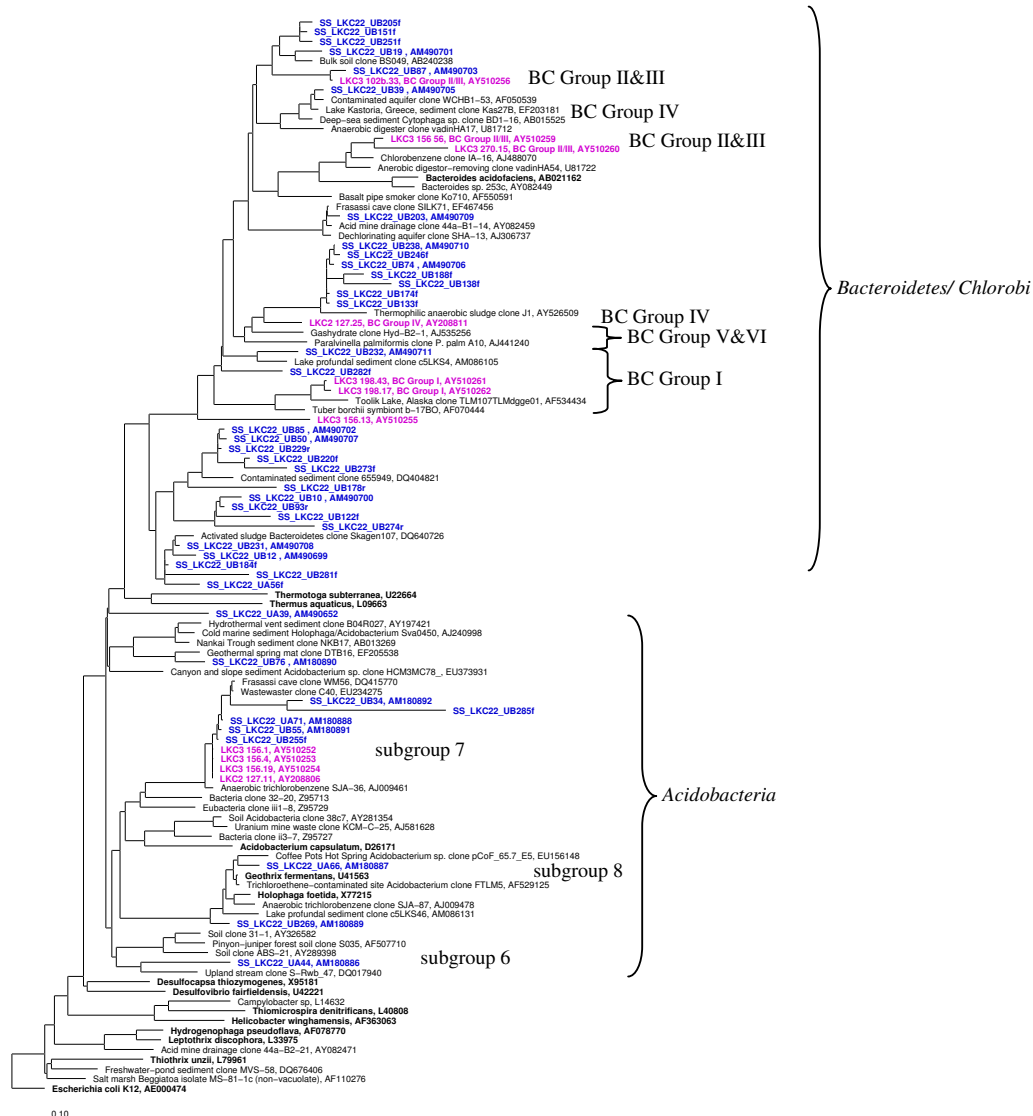 SS_LKC22_UB205f
SS_LKC22_UB151f
SS_LKC22_UB251f
SS_LKC22_UB19 , AM490701
Bulk soil clone BS049, AB240238
SS_LKC22_UB87 , AM490703
LKC3 102b.33, BC Group II/III, AY510256
BC Group II&III
SS_LKC22_UB39 , AM490705
Contaminated aquifer clone WCHB1−53, AF050539
Lake Kastoria, Greece, sediment clone Kas27B, EF203181
BC Group IV
Deep−sea sediment Cytophaga sp. clone BD1−16, AB015525
Anaerobic digester clone vadinHA17, U81712
LKC3 156 56, BC Group II/III, AY510259
BC Group II&III
LKC3 270.15, BC Group II/III, AY510260
Chlorobenzene clone IA−16, AJ488070
Anerobic digestor−removing clone vadinHA54, U81722
Bacteroides acidofaciens, AB021162
Bacteroides sp. 253c, AY082449
Basalt pipe smoker clone Ko710, AF550591
Frasassi cave clone SILK71, EF467456
SS_LKC22_UB203, AM490709
Acid mine drainage clone 44a−B1−14, AY082459
Dechlorinating aquifer clone SHA−13, AJ306737
SS_LKC22_UB238, AM490710
SS_LKC22_UB246f
SS_LKC22_UB74 , AM490706
SS_LKC22_UB188f
SS_LKC22_UB138f
Bacteroidetes/ Chlorobi
SS_LKC22_UB174f
SS_LKC22_UB133f
Thermophilic anaerobic sludge clone J1, AY526509
BC Group IV
LKC2 127.25, BC Group IV, AY208811
Gashydrate clone Hyd−B2−1, AJ535256
BC Group V&VI
Paralvinella palmiformis clone P. palm A10, AJ441240
SS_LKC22_UB232, AM490711
Lake profundal sediment clone c5LKS4, AM086105
SS_LKC22_UB282f
LKC3 198.43, BC Group I, AY510261
BC Group I
LKC3 198.17, BC Group I, AY510262
Toolik Lake, Alaska clone TLM107TLMdgge01, AF534434
Tuber borchii symbiont b−17BO, AF070444
LKC3 156.13, AY510255
SS_LKC22_UB85 , AM490702
SS_LKC22_UB50 , AM490707
SS_LKC22_UB229r
SS_LKC22_UB220f
SS_LKC22_UB273f
Contaminated sediment clone 655949, DQ404821
SS_LKC22_UB178r
SS_LKC22_UB10 , AM490700
SS_LKC22_UB93r
SS_LKC22_UB122f
SS_LKC22_UB274r
Activated sludge Bacteroidetes clone Skagen107, DQ640726
SS_LKC22_UB231, AM490708
SS_LKC22_UB12 , AM490699
SS_LKC22_UB184f
SS_LKC22_UB281f
SS_LKC22_UA56f
Thermotoga subterranea, U22664
Thermus aquaticus, L09663
SS_LKC22_UA39, AM490652
Hydrothermal vent sediment clone B04R027, AY197421
Cold marine sediment Holophaga/Acidobacterium Sva0450, AJ240998
Nankai Trough sediment clone NKB17, AB013269
Geothermal spring mat clone DTB16, EF205538
SS_LKC22_UB76 , AM180890
Canyon and slope sediment Acidobacterium sp. clone HCM3MC78_, EU373931
Frasassi cave clone WM56, DQ415770
Wastewater clone C40, EU234275
SS_LKC22_UB34, AM180892
SS_LKC22_UB285f
SS_LKC22_UA71, AM180888
SS_LKC22_UB55, AM180891
SS_LKC22_UB255f
LKC3 156.1, AY510252
subgroup 7
LKC3 156.4, AY510253
LKC3 156.19, AY510254
LKC2 127.11, AY208806
Anaerobic trichlorobenzene SJA−36, AJ009461
Acidobacteria
Bacteria clone 32−20, Z95713
Eubacteria clone iii1−8, Z95729
Soil Acidobacteria clone 38c7, AY281354
Uranium mine waste clone KCM−C−25, AJ581628
Bacteria clone ii3−7, Z95727
Acidobacterium capsulatum, D26171
Coffee Pots Hot Spring Acidobacterium sp. clone pCoF_65.7_E5, EU156148
SS_LKC22_UA66, AM180887
subgroup 8
Geothrix fermentans, U41563
Trichloroethene−contaminated site Acidobacterium clone FTLM5, AF529125
Holophaga foetida, X77215
Anaerobic trichlorobenzene clone SJA−87, AJ009478
Lake profundal sediment clone c5LKS46, AM086131
SS_LKC22_UB269, AM180889
Soil clone 31−1, AY326582
Pinyon−juniper forest soil clone S035, AF507710
Soil clone ABS−21, AY289398
subgroup 6
SS_LKC22_UA44, AM180886
Upland stream clone S−Rwb_47, DQ017940
Desulfocapsa thiozymogenes, X95181
Desulfovibrio fairfieldensis, U42221
Campylobacter sp, L14632
Thiomicrospira denitrificans, L40808
Helicobacter winghamensis, AF363063
Hydrogenophaga pseudoflava, AF078770
Leptothrix discophora, L33975
Acid mine drainage clone 44a−B2−21, AY082471
Thiothrix unzii, L79961
Freshwater−pond sediment clone MVS−58, DQ676406
Salt marsh Beggiatoa isolate MS−81−1c (non−vacuolate), AF110276
Escherichia coli K12, AE000474
0.10